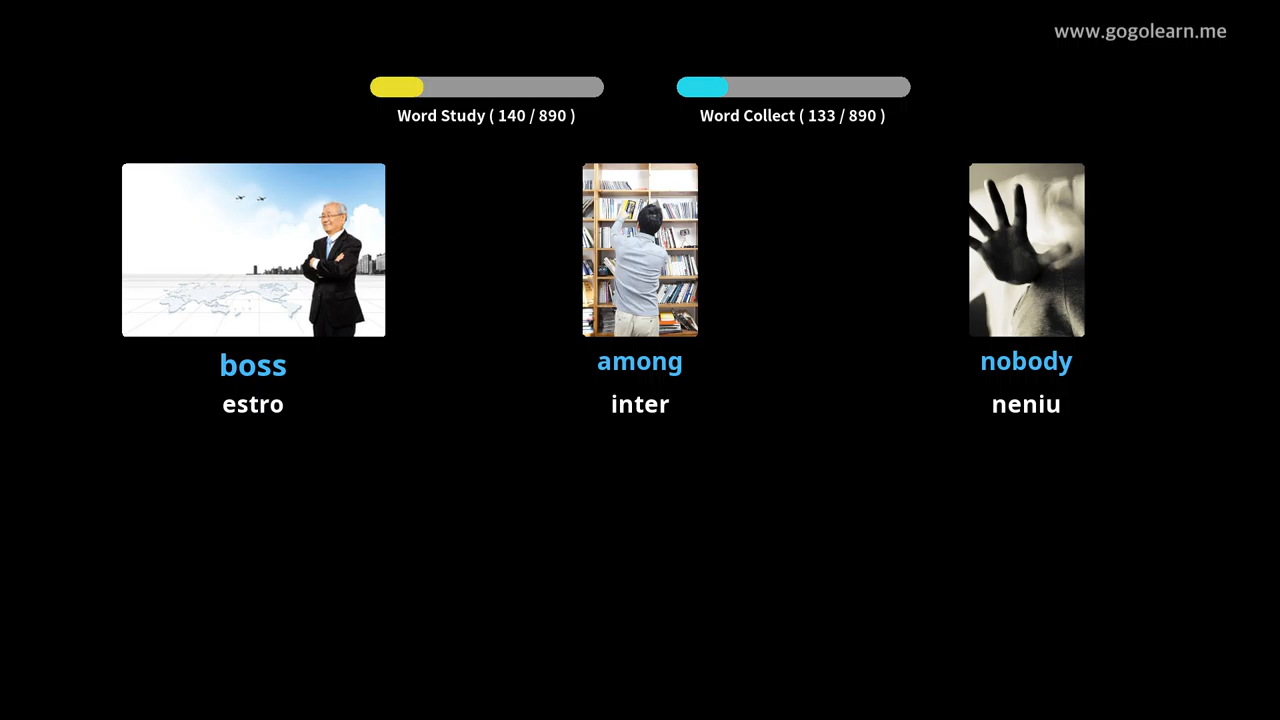 www.gogolearn.me
Word Study ( 140 / 890 )
Word Collect ( 133 / 890 )
boss
among
nobody
estro
inter
neniu